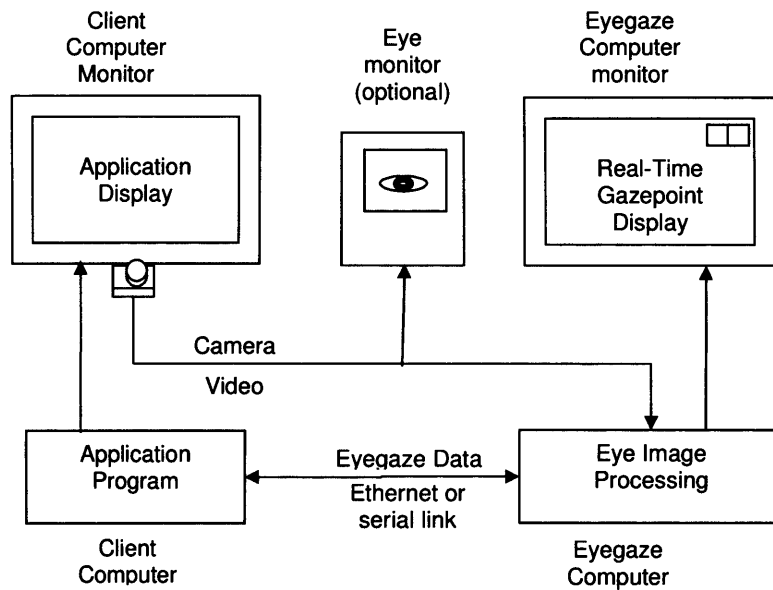 Client
Computer
Monitor
Eye
monitor
(optional)
Eyegaze
Computer
monitor
Application
Display
Real-Time
Gazepoint
Display
Camera
Video
Application
Program
Eyegaze Data
Ethernet or
serial link
Eye Image
Processing
Client
Computer
Eyegaze
Computer